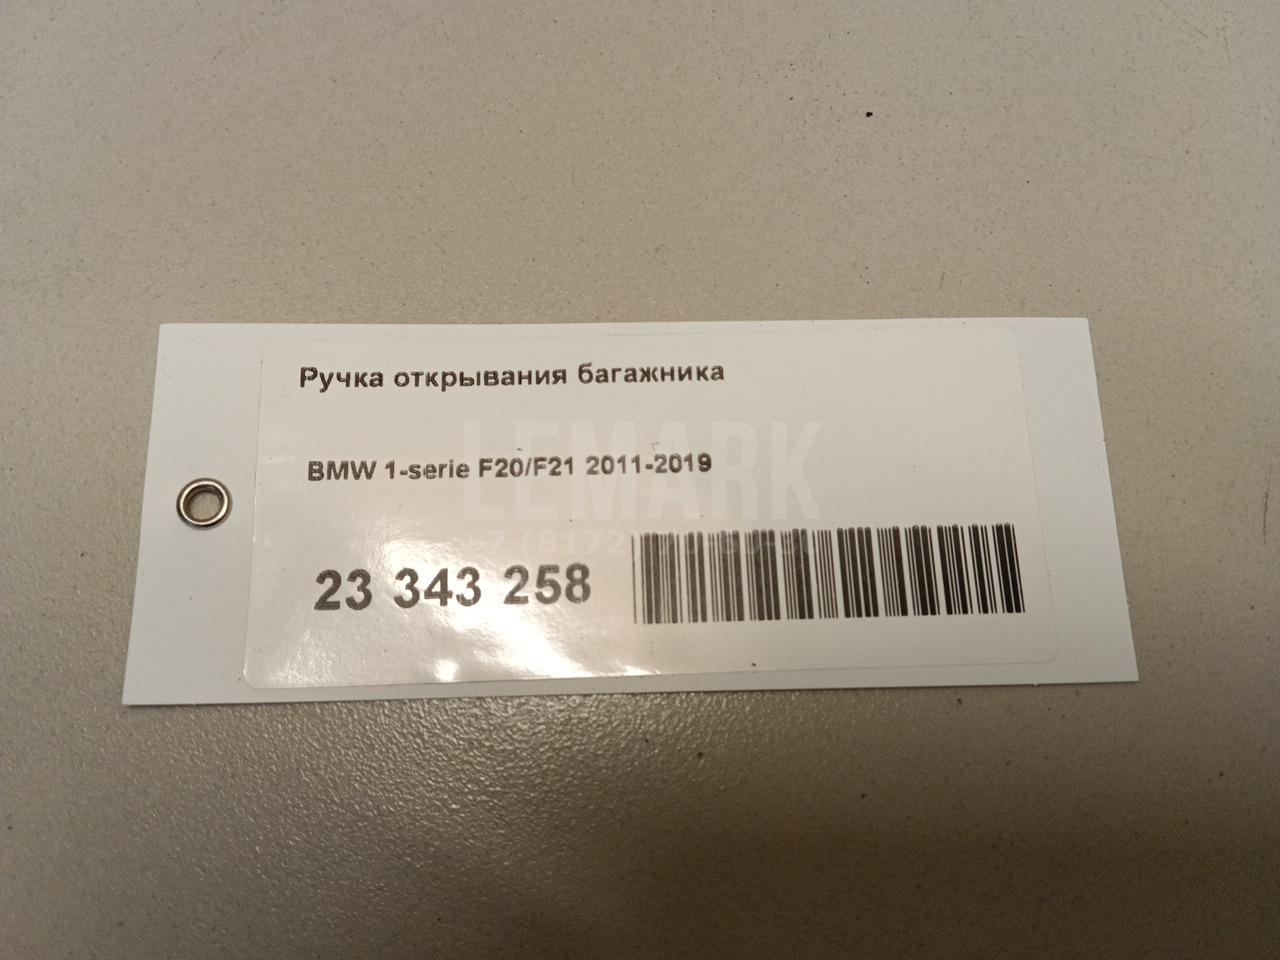 Ручка открывания багажника
LEMARK
BMW 1-serie F20/F21 2011-2019
23 343 258